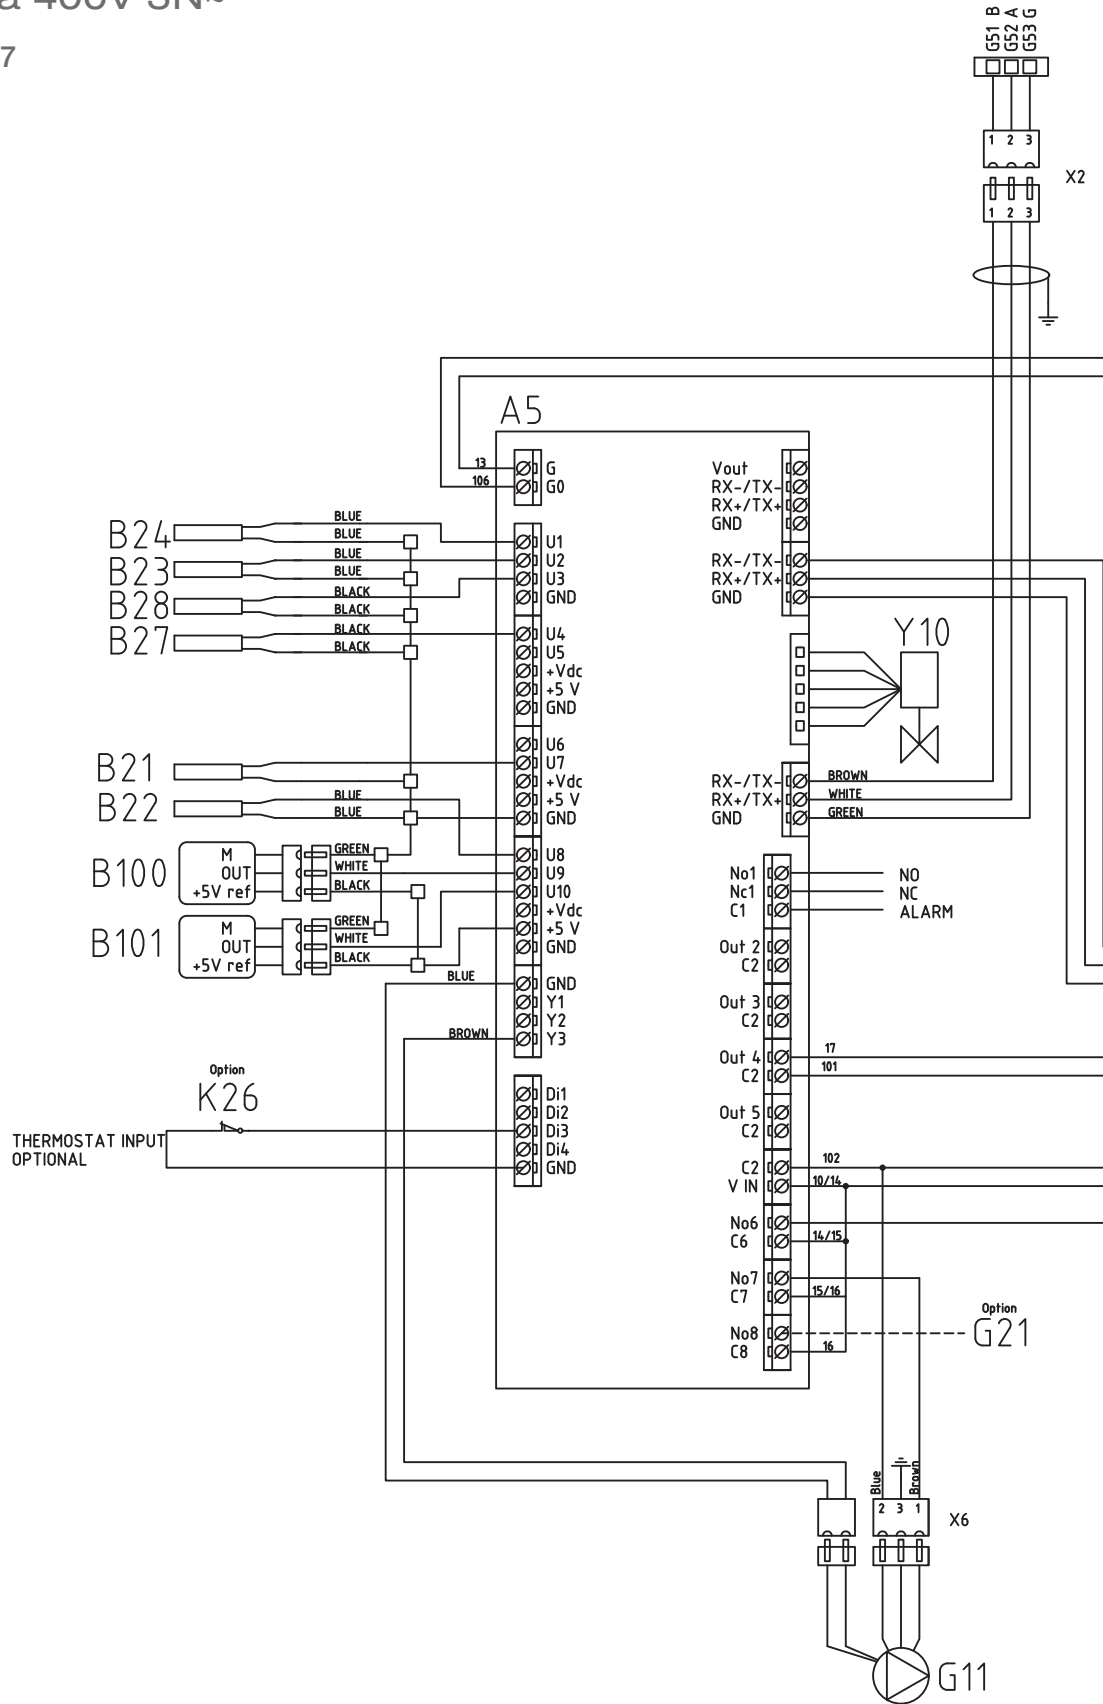 a 400V 3N~
7
G51 B
G52 A
G53 G
1 2 3
X2
1 2 3
A5
13
G
106
G0
Vout
RX-/TX-
RX+/TX+
GND
B24
BLUE
BLUE
U1
B23
BLUE
BLUE
U2
U3
RX-/TX-
RX+/TX+
GND
B28
BLACK
BLACK
GND
B27
BLACK
BLACK
U4
U5
+Vdc
+5 V
GND
Y10
B21
U6
U7
+Vdc
B22
BLUE
BLUE
+5 V
GND
RX-/TX-
BROWN
RX+/TX+
WHITE
GND
GREEN
B100
M
OUT
+5V ref
GREEN
WHITE
BLACK
U8
U9
U10
+Vdc
+5 V
GND
No1
NO
Nc1
NC
C1
ALARM
B101
M
OUT
+5V ref
GREEN
WHITE
BLACK
Out 2
C2
BLUE
GND
Y1
Y2
BROWN
Y3
Out 3
C2
Out 4
17
C2
101
Option
K26
THERMOSTAT INPUT
OPTIONAL
Di1
Di2
Di3
Di4
GND
Out 5
C2
C2
102
V IN
10/14
No6
C6
14/15
No7
C7
15/16
No8
C8
16
Option
G21
Blue
Brown
2 3 1
X6
G11